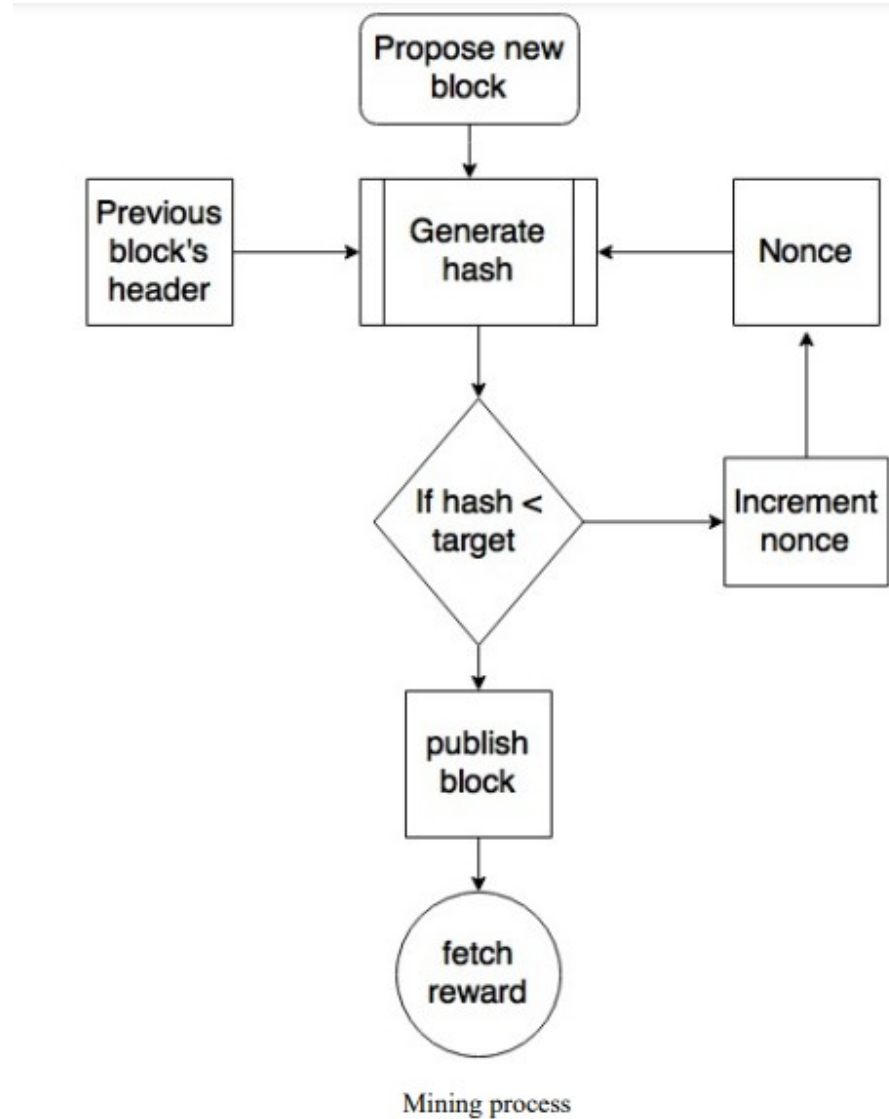 Propose new
block
Previous
block's
header
Generate
hash
Nonce
If hash <
target
Increment
nonce
publish
block
fetch
reward
Mining process